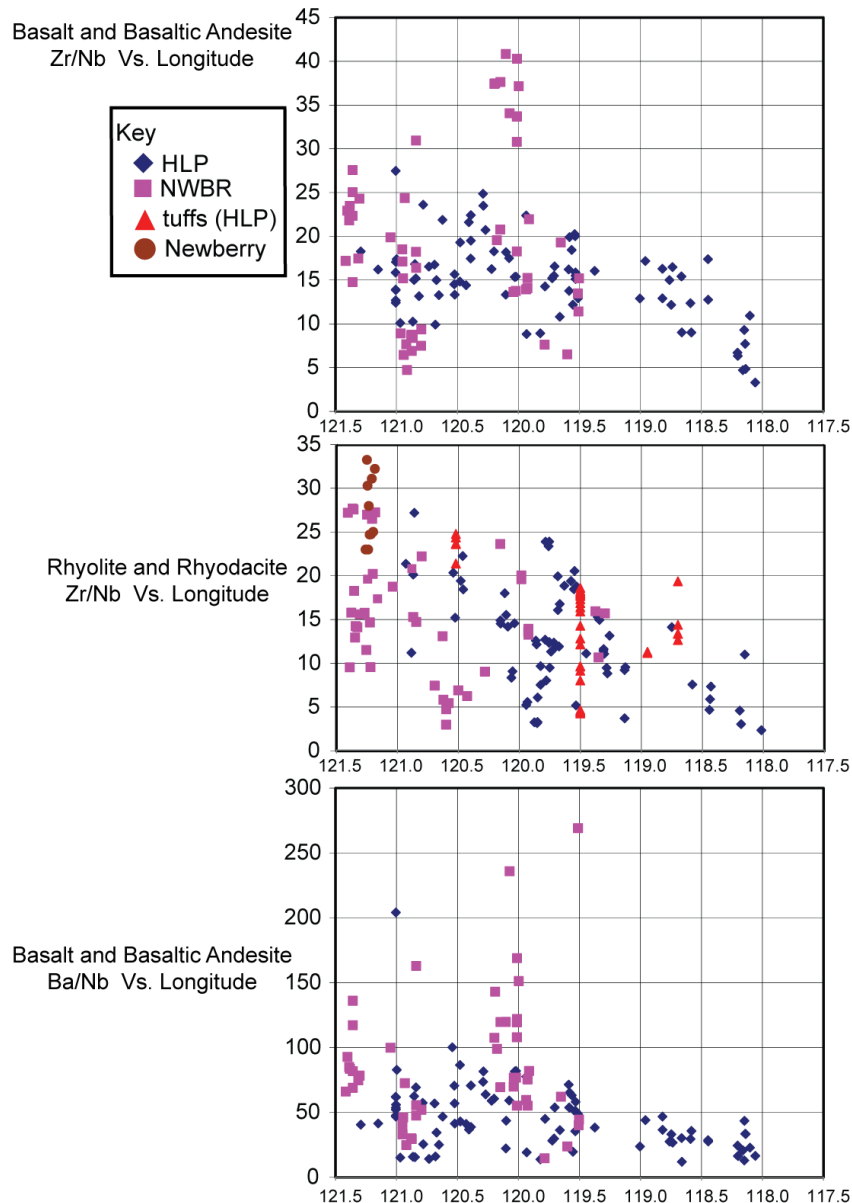 Basalt and Basaltic Andesite
Zr/Nb Vs. Longitude
Key
HLP
NWBR
tuffs (HLP)
Newberry
45
40
35
30
25
20
15
10
5
0
121.5 121.0 120.5 120.0 119.5 119.0 118.5 118.0 117.5
Rhyolite and Rhyodacite
Zr/Nb Vs. Longitude
35
30
25
20
15
10
5
0
121.5 121.0 120.5 120.0 119.5 119.0 118.5 118.0 117.5
Basalt and Basaltic Andesite
Ba/Nb Vs. Longitude
300
250
200
150
100
50
0
121.5 121.0 120.5 120.0 119.5 119.0 118.5 118.0 117.5